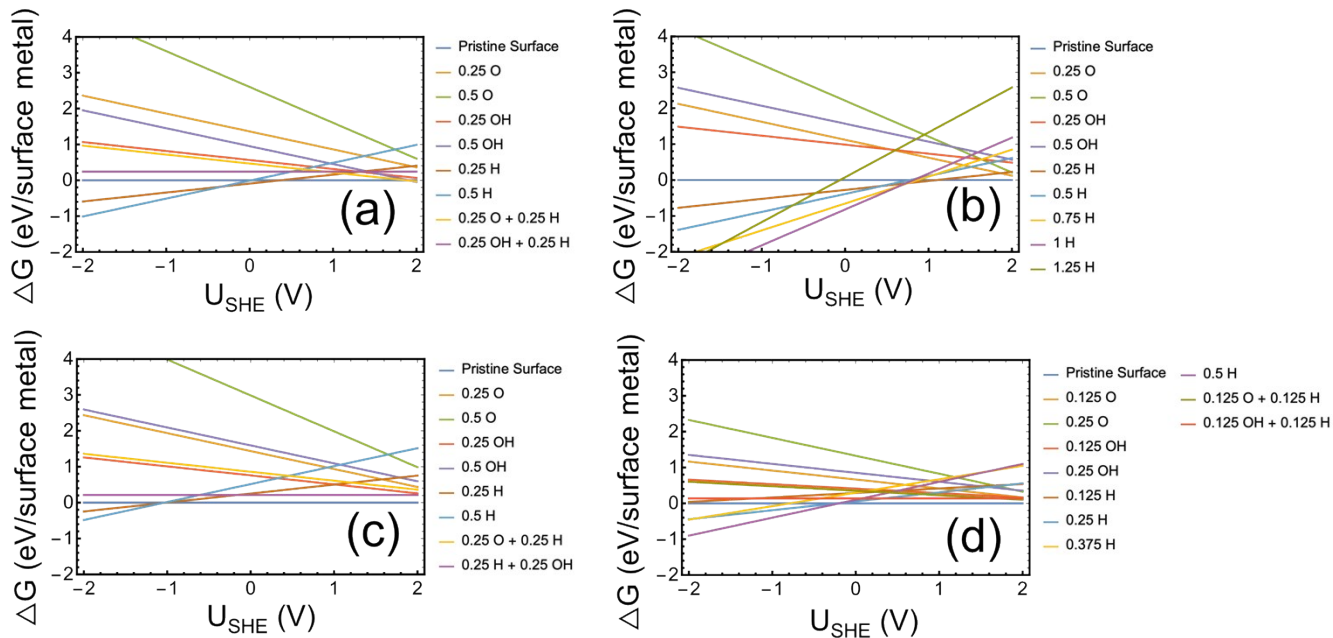 ΔG (eV/surface metal)
4
3
2
1
0
−1
−2
−2
−1
0
1
2
U_SHE (V)
(a)
Pristine Surface
0.25 O
0.5 O
0.25 OH
0.5 OH
0.25 H
0.5 H
0.25 O + 0.25 H
0.25 OH + 0.25 H
ΔG (eV/surface metal)
4
3
2
1
0
−1
−2
−2
−1
0
1
2
U_SHE (V)
(b)
Pristine Surface
0.25 O
0.5 O
0.25 OH
0.5 OH
0.25 H
0.5 H
0.75 H
1 H
1.25 H
ΔG (eV/surface metal)
4
3
2
1
0
−1
−2
−2
−1
0
1
2
U_SHE (V)
(c)
Pristine Surface
0.25 O
0.5 O
0.25 OH
0.5 OH
0.25 H
0.5 H
0.25 O + 0.25 H
0.25 H + 0.25 OH
ΔG (eV/surface metal)
4
3
2
1
0
−1
−2
−2
−1
0
1
2
U_SHE (V)
(d)
Pristine Surface
0.125 O
0.25 O
0.125 OH
0.25 OH
0.125 H
0.25 H
0.375 H
0.5 H
0.125 O + 0.125 H
0.125 OH + 0.125 H